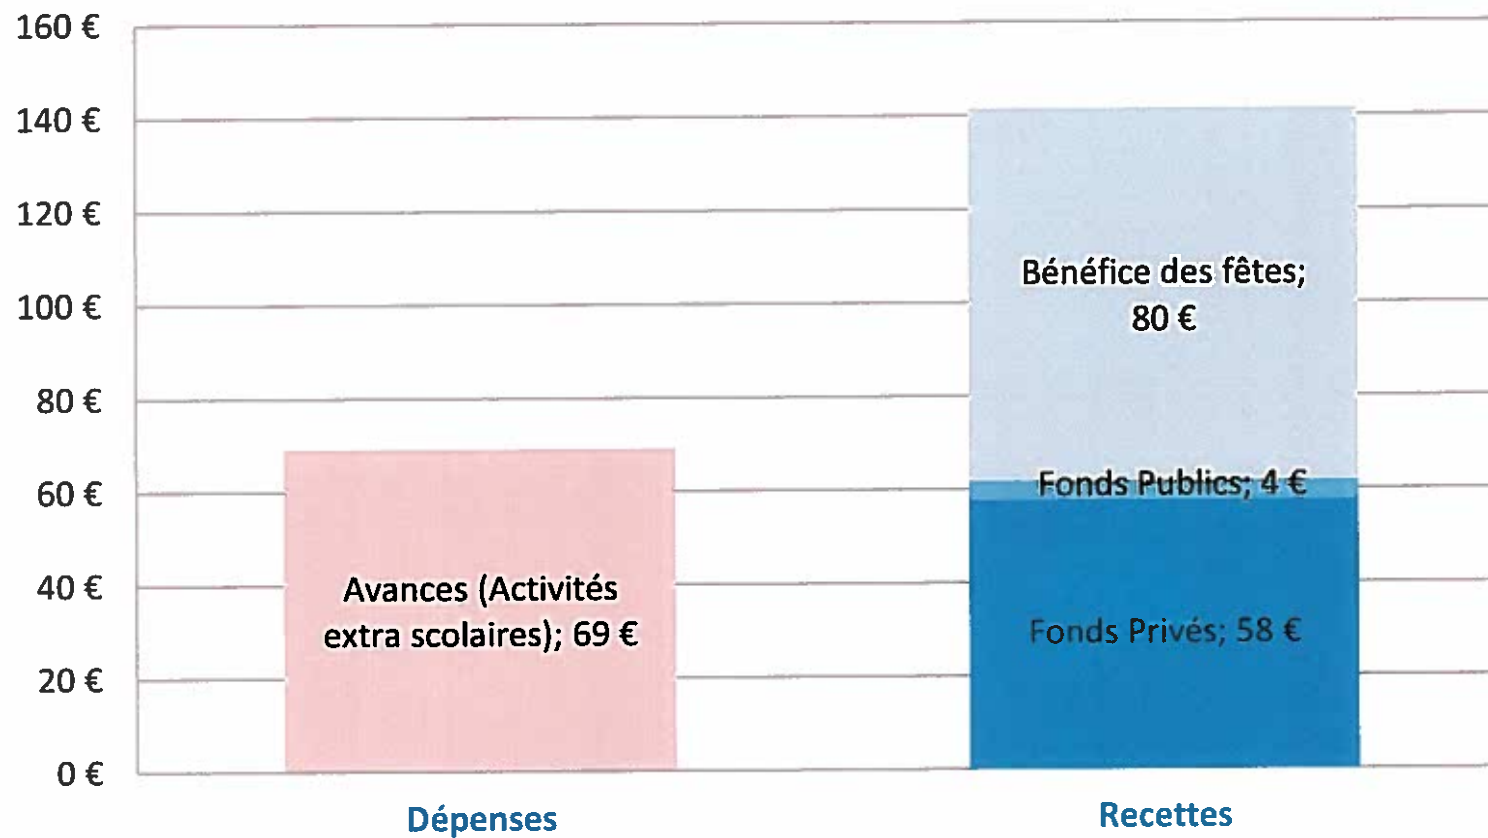 160 €
140 €
120 €
100 €
80 €
60 €
40 €
20 €
0 €
Bénéfice des fêtes;
80 €
Fonds Publics; 4 €
Avances (Activités
extra scolaires); 69 €
Fonds Privés; 58 €
Dépenses
Recettes